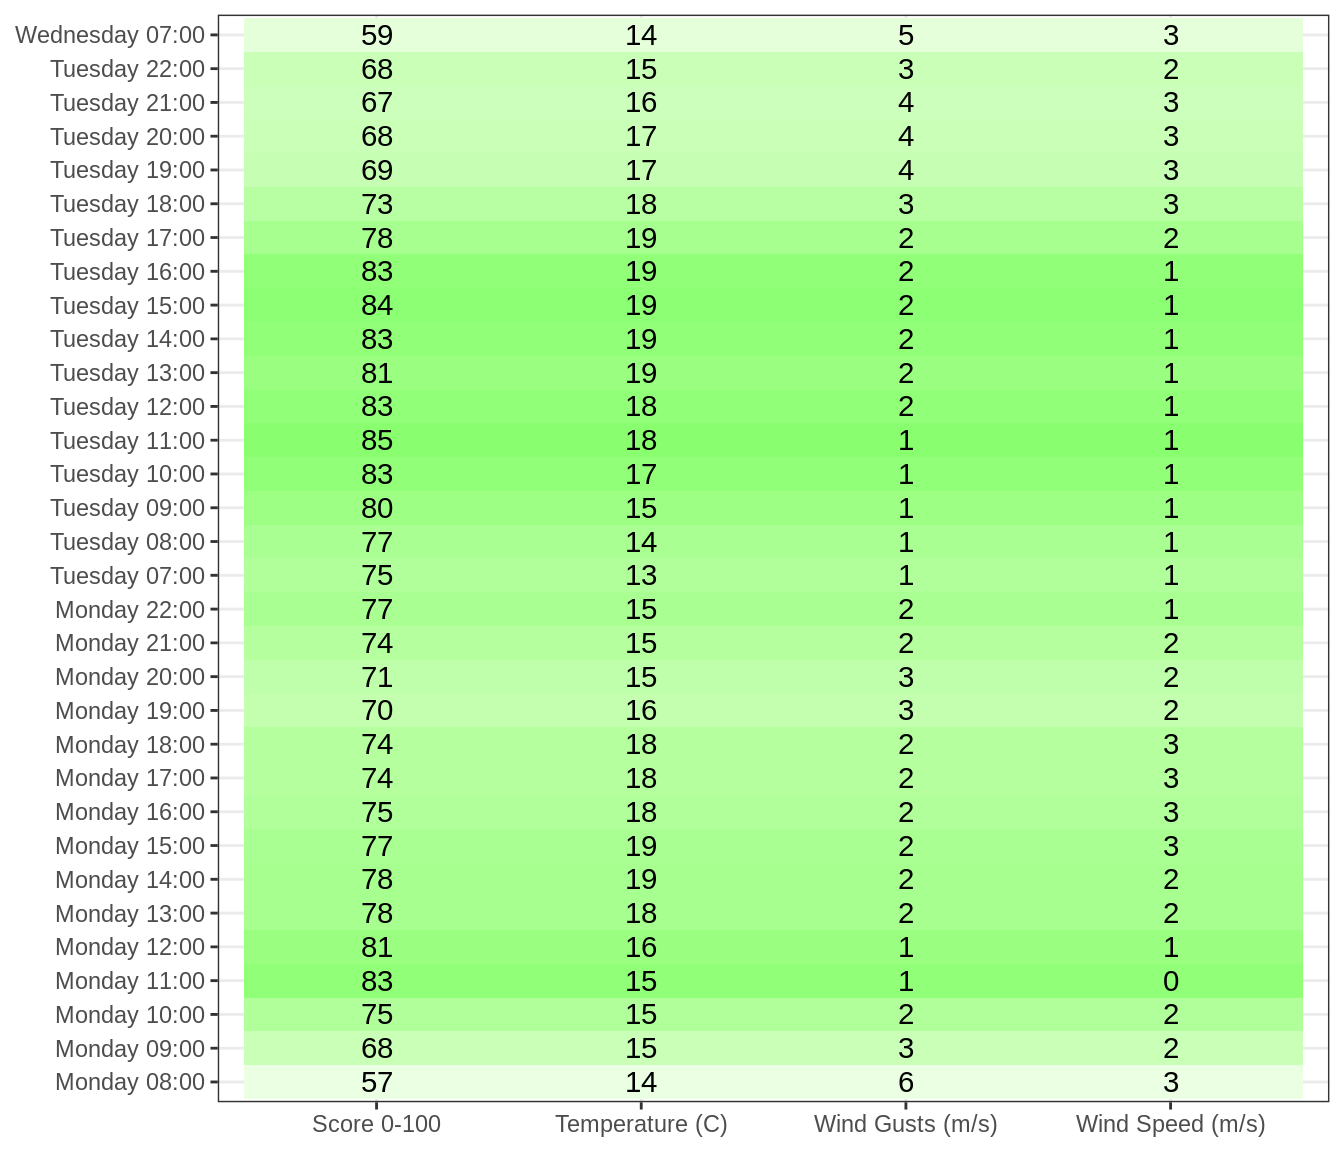 Wednesday 07:00 59 14 5 3
Tuesday 22:00 68 15 3 2
Tuesday 21:00 67 16 4 3
Tuesday 20:00 68 17 4 3
Tuesday 19:00 69 17 4 3
Tuesday 18:00 73 18 3 3
Tuesday 17:00 78 19 2 2
Tuesday 16:00 83 19 2 1
Tuesday 15:00 84 19 2 1
Tuesday 14:00 83 19 2 1
Tuesday 13:00 81 19 2 1
Tuesday 12:00 83 18 2 1
Tuesday 11:00 85 18 1 1
Tuesday 10:00 83 17 1 1
Tuesday 09:00 80 15 1 1
Tuesday 08:00 77 14 1 1
Tuesday 07:00 75 13 1 1
Monday 22:00 77 15 2 1
Monday 21:00 74 15 2 2
Monday 20:00 71 15 3 2
Monday 19:00 70 16 3 2
Monday 18:00 74 18 2 3
Monday 17:00 74 18 2 3
Monday 16:00 75 18 2 3
Monday 15:00 77 19 2 3
Monday 14:00 78 19 2 2
Monday 13:00 78 18 2 2
Monday 12:00 81 16 1 1
Monday 11:00 83 15 1 0
Monday 10:00 75 15 2 2
Monday 09:00 68 15 3 2
Monday 08:00 57 14 6 3
Score 0-100 Temperature (C) Wind Gusts (m/s) Wind Speed (m/s)